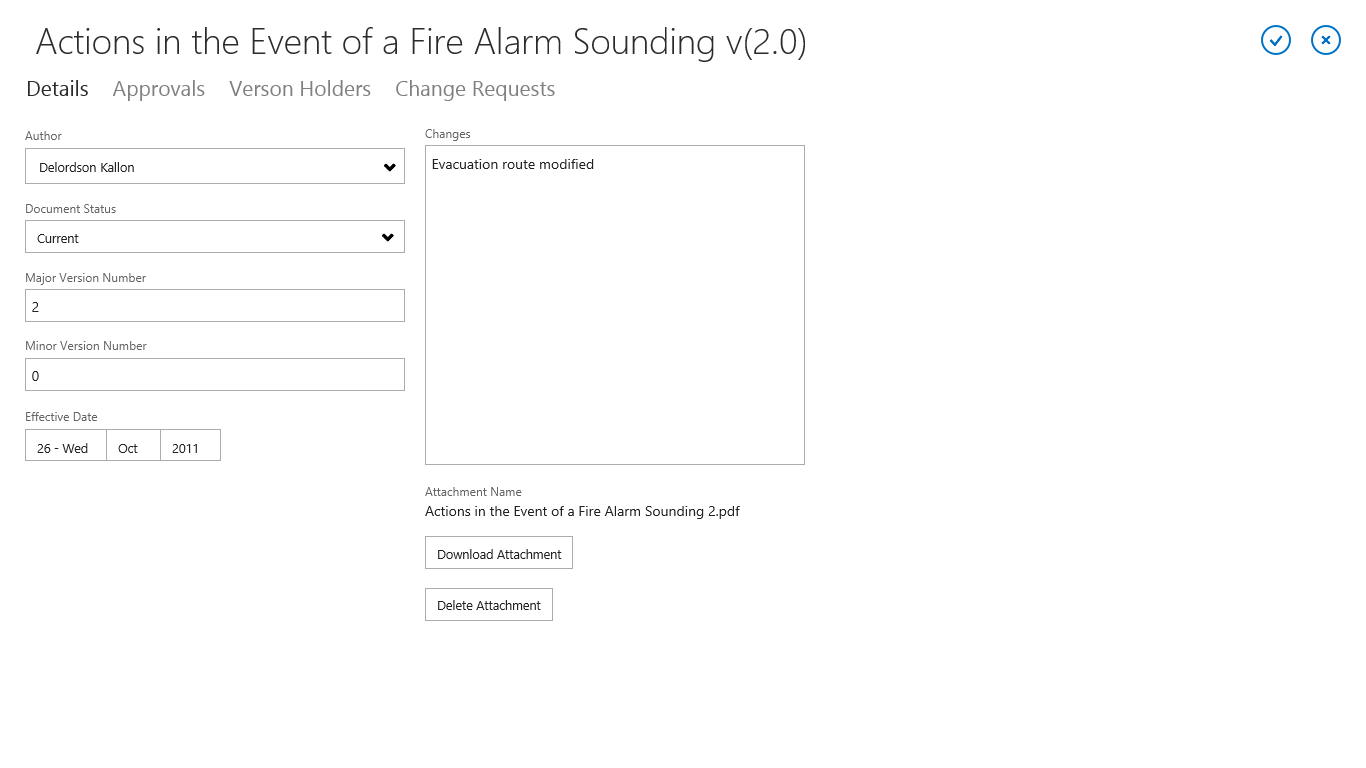 Actions in the Event of a Fire Alarm Sounding v(2.0)
Details Approvals Verson Holders Change Requests
Author
Delordson Kallon
Document Status
Current
Major Version Number
2
Minor Version Number
0
Effective Date
26 - Wed Oct 2011
Changes
Evacuation route modified
Attachment Name
Actions in the Event of a Fire Alarm Sounding 2.pdf
Download Attachment
Delete Attachment